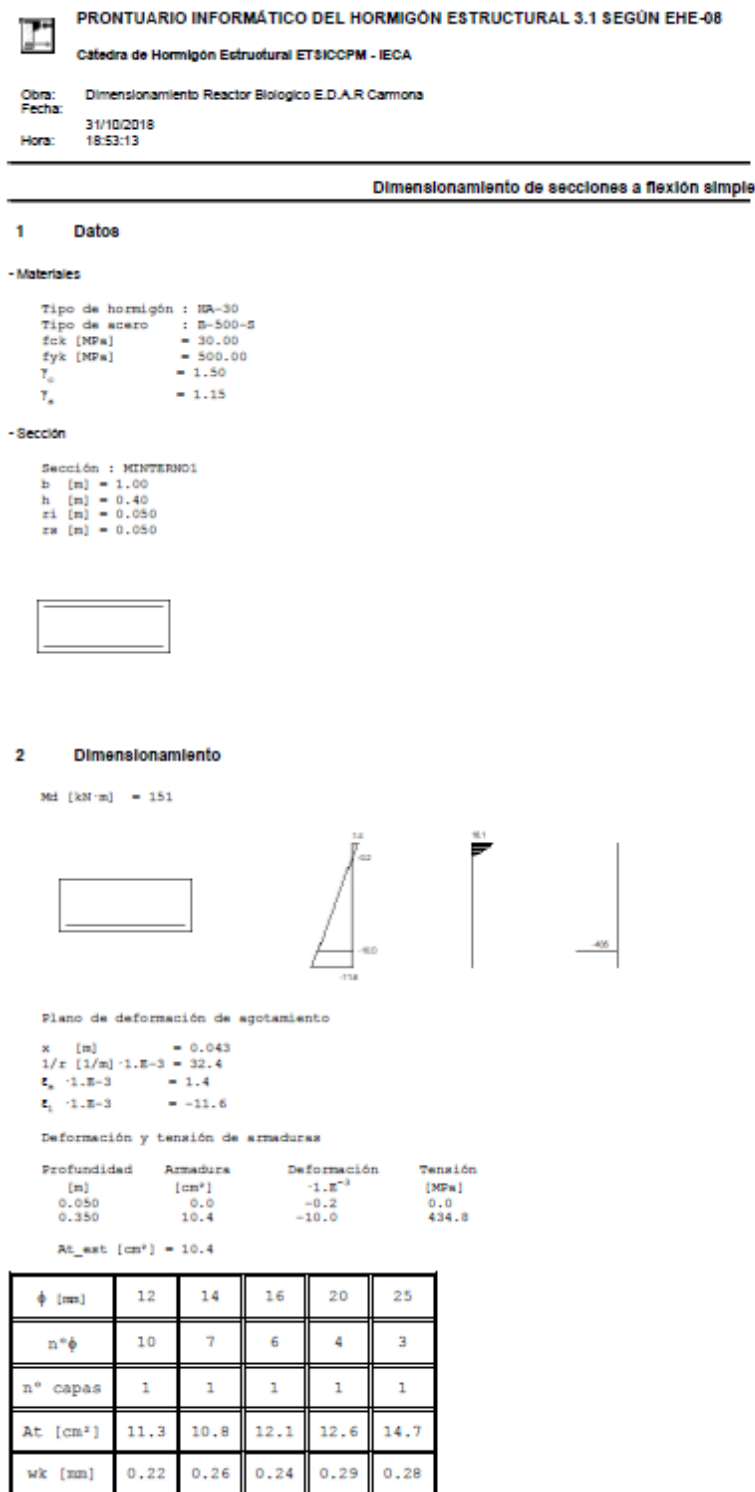 PRONTUARIO INFORMÁTICO DEL HORMIGÓN ESTRUCTURAL 3.1 SEGÚN EHE-08
Cátedra de Hormigón Estructural ETSICCPM - IECA
Obra: Dimensionamiento Reactor Biologico E.D.A.R Carmona
Fecha:
31/10/2018
Hora: 18:53:13
Dimensionamiento de secciones a flexión simple
1 Datos
- Materiales
Tipo de hormigón : HA-30
Tipo de acero : B-500-S
fck [MPa] = 30.00
fyk [MPa] = 500.00
γc = 1.50
γs = 1.15
- Sección
Sección : MINTERNO1
b [m] = 1.00
h [m] = 0.40
ri [m] = 0.050
rs [m] = 0.050
2 Dimensionamiento
Md [kN·m] = 151
1.4
-0.2
-10.0
-11.6
Plano de deformación de agotamiento
x [m] = 0.043
1/r [1/m]·1.E-3 = 32.4
εs ·1.E-3 = 1.4
εi ·1.E-3 = -11.6
Deformación y tensión de armaduras
Profundidad Armadura Deformación Tensión
[m] [cm²] ·1.E-3 [MPa]
0.050 0.0 -0.2 0.0
0.350 10.4 -10.0 434.8
At_est [cm²] = 10.4
ϕ [mm] 12 14 16 20 25
n°ϕ 10 7 6 4 3
n° capas 1 1 1 1 1
At [cm²] 11.3 10.8 12.1 12.6 14.7
wk [mm] 0.22 0.26 0.24 0.29 0.28